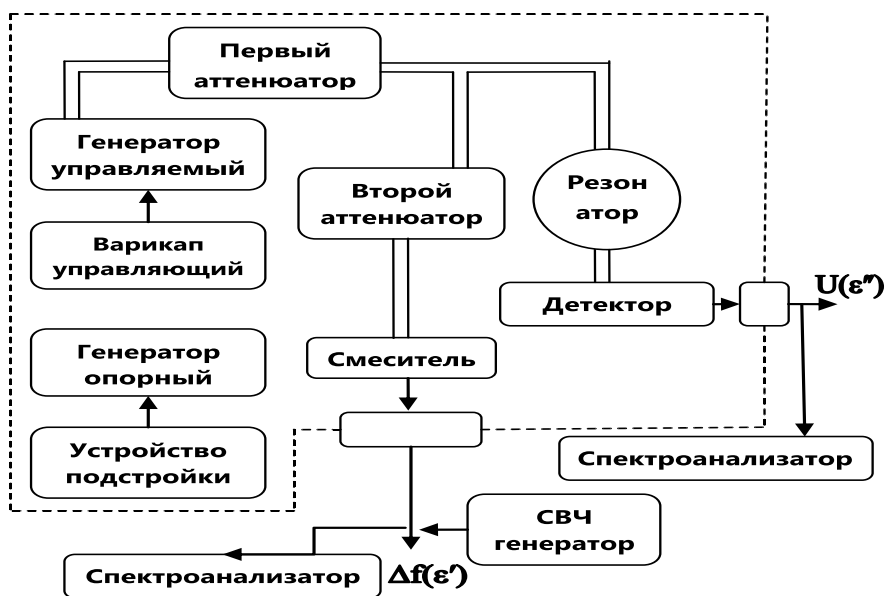 Первый
аттенюатор
Генератор
управляемый
Второй
аттенюатор
Резон
атор
Варикап
управляющий
Детектор
U(ε″)
Генератор
опорный
Смеситель
Устройство
подстройки
Спектроанализатор
СВЧ
генератор
Спектроанализатор
Δf(ε′)